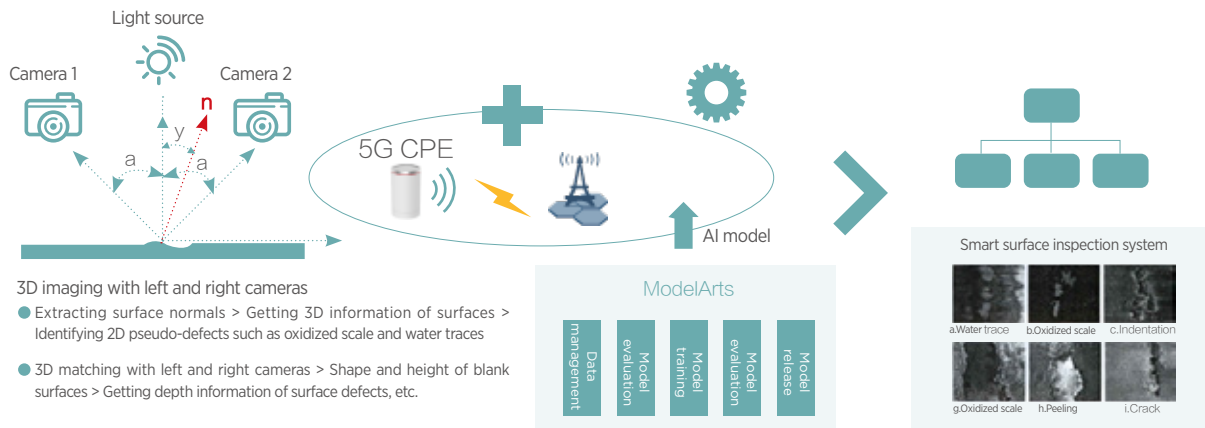 Light source
Camera 1
Camera 2
n
y
a
a
3D imaging with left and right cameras
Extracting surface normals > Getting 3D information of surfaces >
Identifying 2D pseudo-defects such as oxidized scale and water traces
3D matching with left and right cameras > Shape and height of blank
surfaces > Getting depth information of surface defects, etc.
5G CPE
AI model
ModelArts
Data
management
Model
evaluation
Model
training
Model
evaluation
Model
release
Smart surface inspection system
a.Water trace
b.Oxidized scale
c.Indentation
g.Oxidized scale
h.Peeling
i.Crack